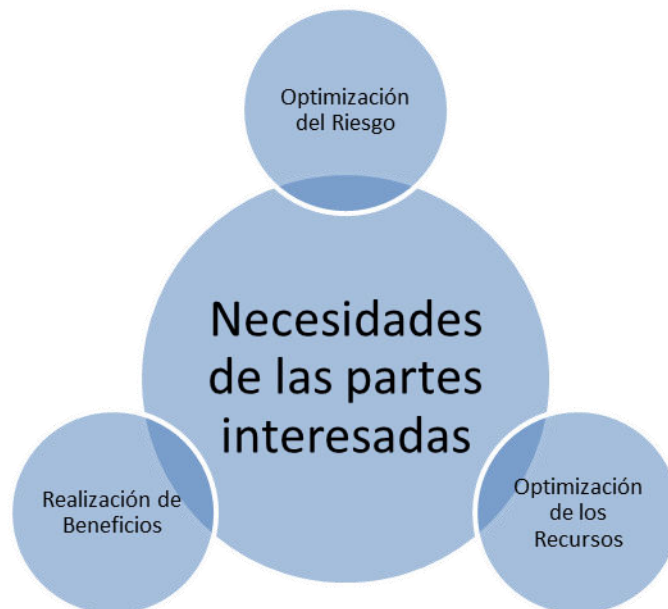 Optimización
del Riesgo
Necesidades
de las partes
interesadas
Realización de
Beneficios
Optimización
de los
Recursos